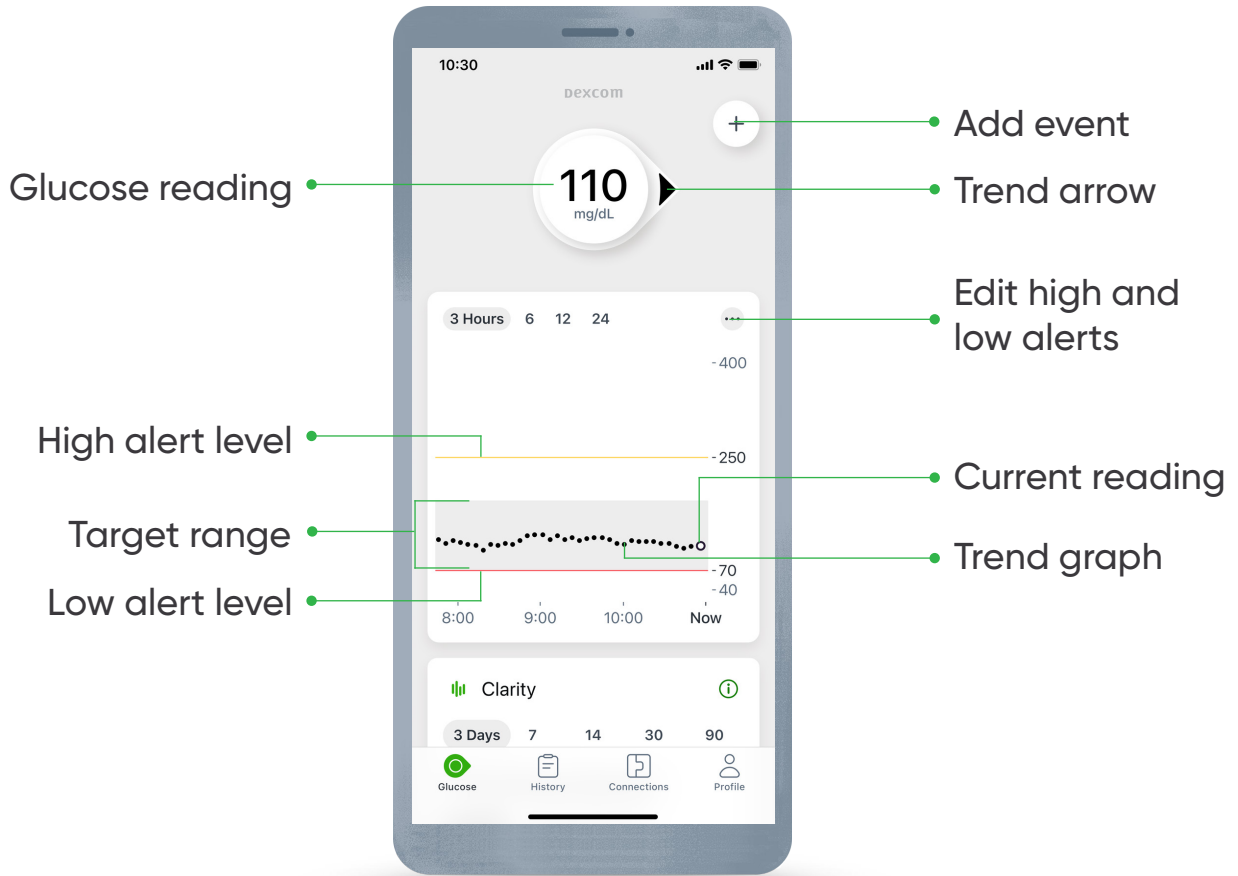 10:30
Dexcom
+
Add event
Glucose reading
110
mg/dL
Trend arrow
Edit high and
low alerts
3 Hours 6 12 24
400
High alert level
250
Current reading
Target range
Trend graph
70
Low alert level
40
8:00 9:00 10:00 Now
Clarity
3 Days 7 14 30 90
Glucose History Connections Profile